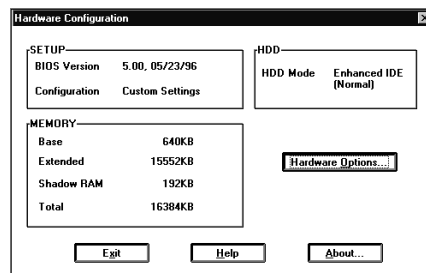 Hardware Configuration
SETUP
BIOS Version 5.00, 05/23/96
Configuration Custom Settings
HDD
HDD Mode Enhanced IDE
(Normal)
MEMORY
Base 640KB
Extended 15552KB
Shadow RAM 192KB
Total 16384KB
Hardware Options...
Exit Help About...